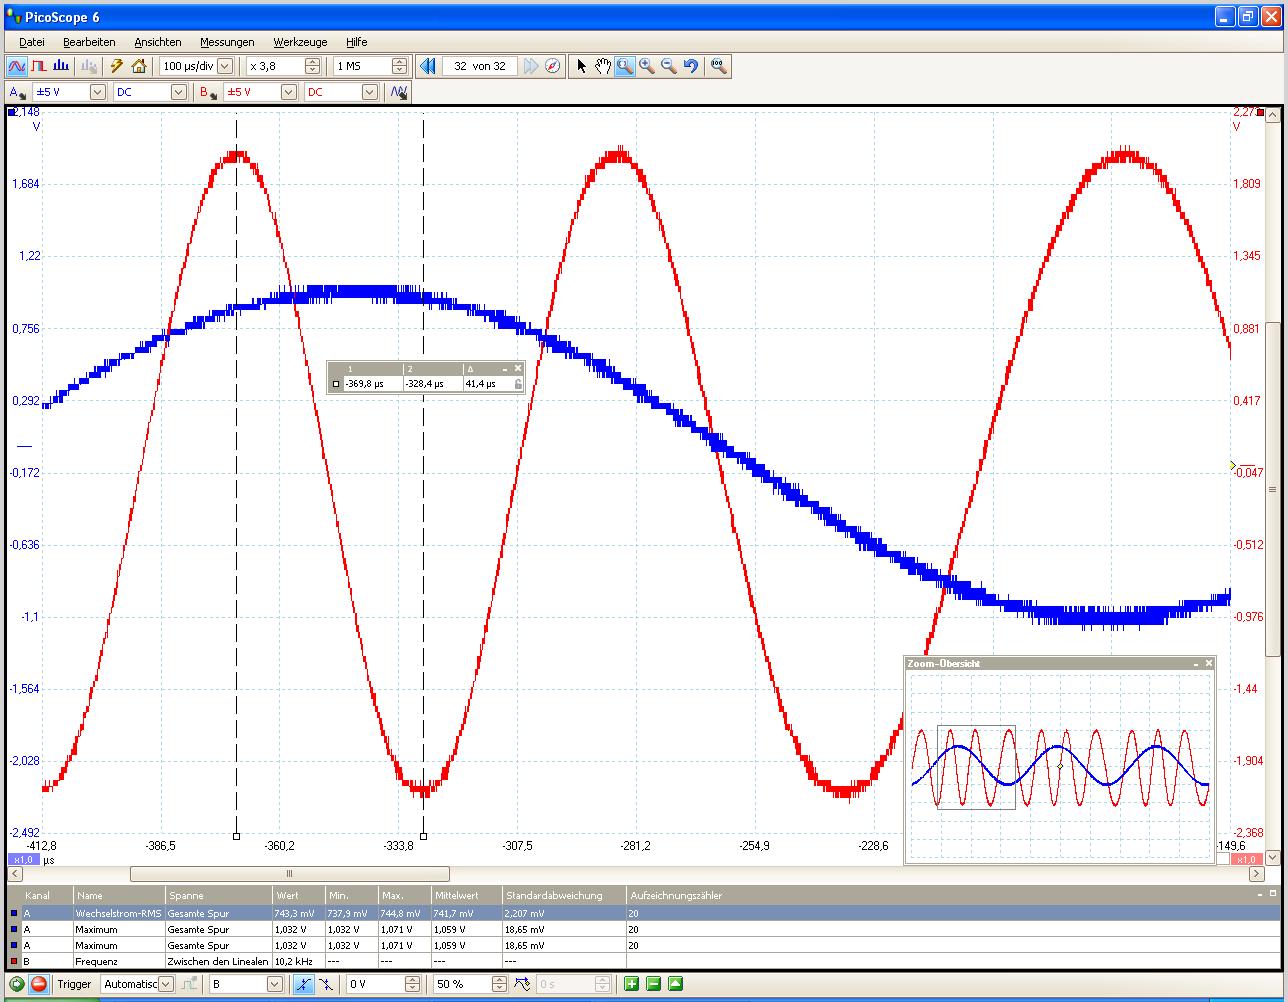 PicoScope 6
Datei Bearbeiten Ansichten Messungen Werkzeuge Hilfe
100 µs/div x 3,8 1 MS 32 von 32
A ±5 V DC B ±5 V DC
2,148 2,273
V V
1,684 1,809
1,22 1,345
0,756 0,881
1 2 Δ
-369,8 µs -328,4 µs 41,4 µs
0,292 0,417
-0,172 -0,047
-0,636 -0,512
-1,1 -0,976
Zoom-Übersicht
-1,564 -1,44
-2,028 -1,904
-2,492 -2,368
-412,8 -386,5 -360,2 -333,8 -307,5 -281,2 -254,9 -228,6 -149,6
x1,0 µs x1,0
Kanal Name Spanne Wert Min. Max. Mittelwert Standardabweichung Aufzeichnungszähler
A Wechselstrom-RMS Gesamte Spur 743,3 mV 737,9 mV 744,8 mV 741,7 mV 2,207 mV 20
A Maximum Gesamte Spur 1,032 V 1,032 V 1,071 V 1,059 V 18,65 mV 20
A Maximum Gesamte Spur 1,032 V 1,032 V 1,071 V 1,059 V 18,65 mV 20
B Frequenz Zwischen den Linealen 10,2 kHz --- --- --- ---
Trigger Automatisc B 0 V 50 % 0 s